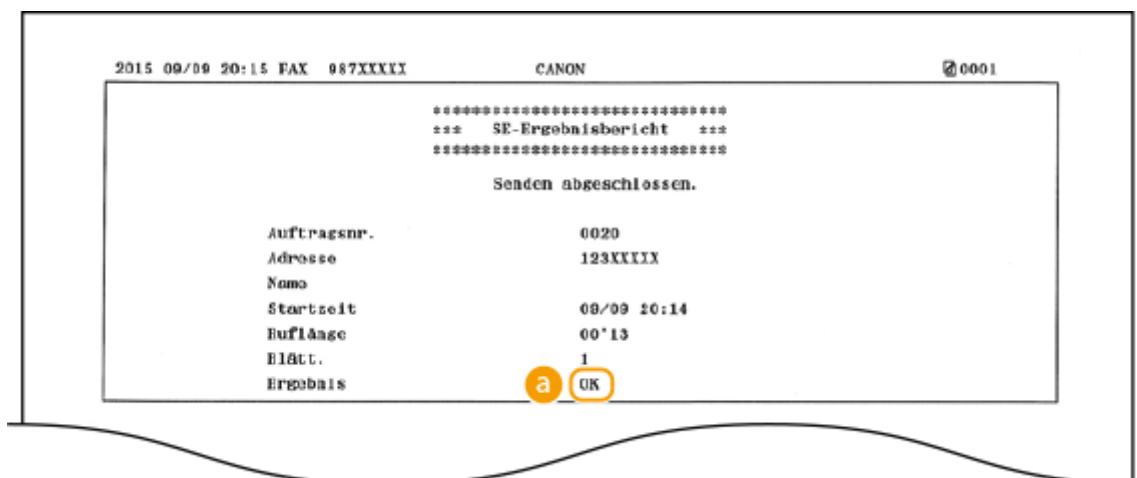 2015 09/09 20:15 FAX 987XXXXX CANON 0001
******************************
*** SE-Ergebnisbericht ***
******************************
Senden abgeschlossen.
Auftragsnr. 0020
Adresse 123XXXXX
Name
Startzeit 09/09 20:14
Ruflänge 00'13
Blätt. 1
Ergebnis a OK